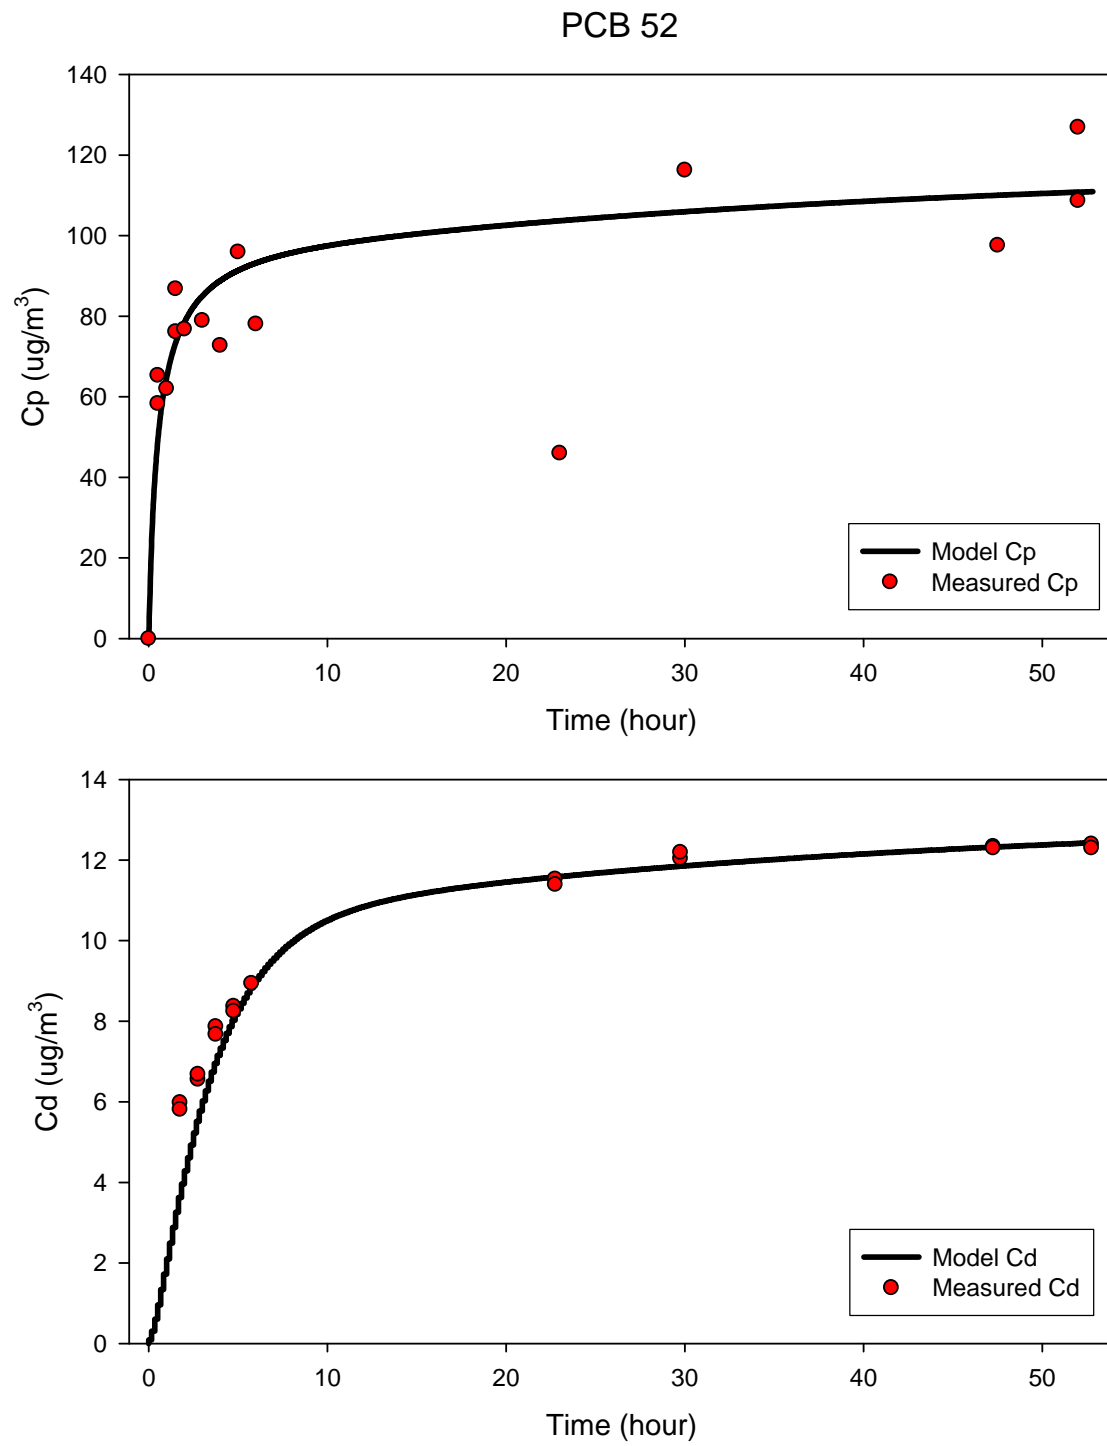 PCB 52
140
120
100
80
60
40
20
0
Cp (ug/m³)
Model Cp
Measured Cp
0 10 20 30 40 50
Time (hour)
14
12
10
8
6
4
2
0
Cd (ug/m³)
Model Cd
Measured Cd
0 10 20 30 40 50
Time (hour)